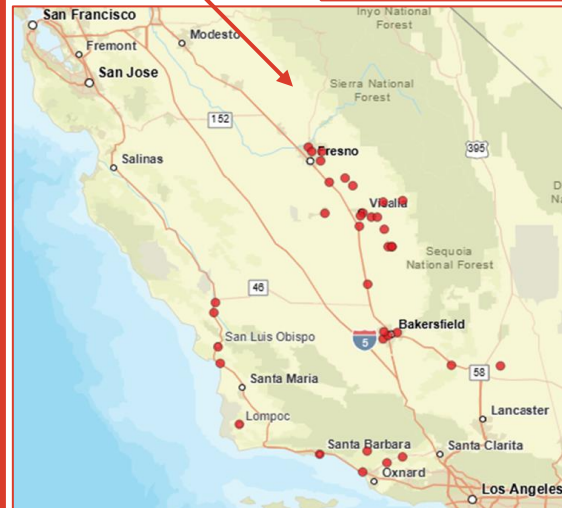 Inyo National
Forest
San Francisco
Modesto
Fremont
San Jose
Sierra National
Forest
152
395
Fresno
Salinas
Visalia
Sequoia
National Forest
46
Bakersfield
San Luis Obispo
5
58
Santa Maria
Lancaster
Lompoc
Santa Barbara
Santa Clarita
Oxnard
Los Angeles